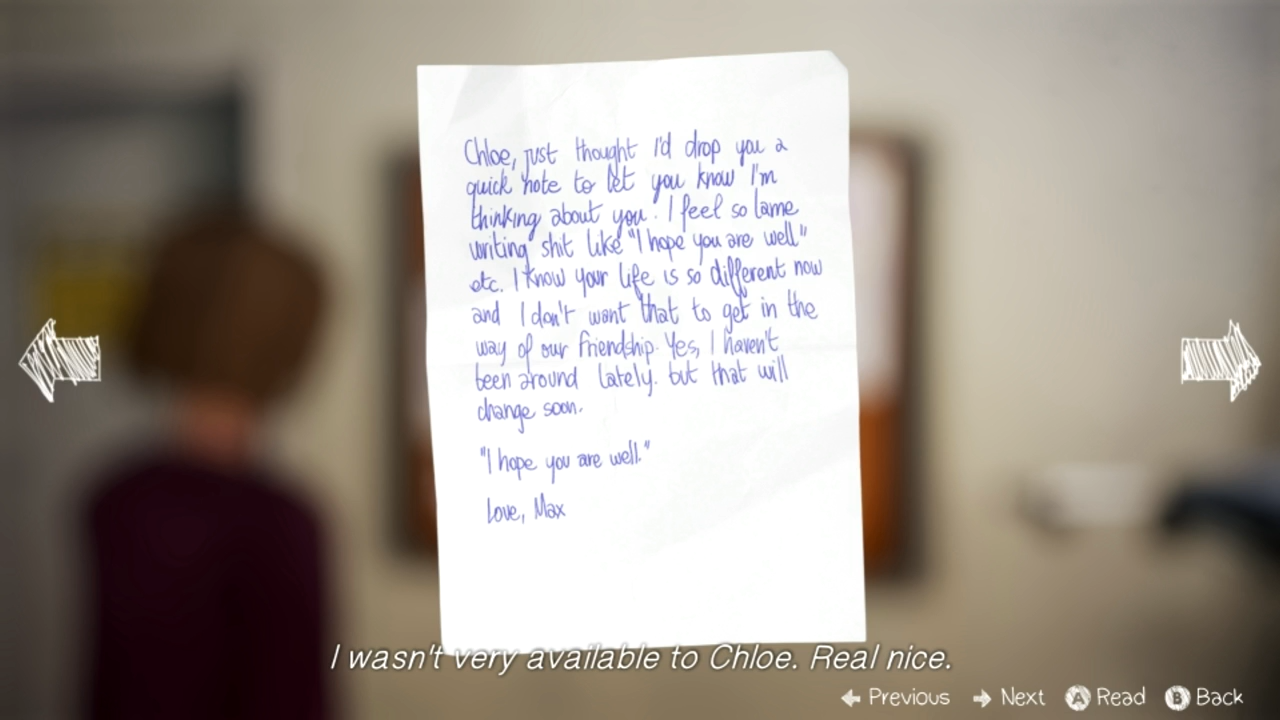 Chloe, just thought I'd drop you a
quick note to let you know I'm
thinking about you. I feel so lame
writing shit like "I hope you are well"
etc. I know your life is so different now
and I don't want that to get in the
way of our friendship. Yes, I haven't
been around lately. but that will
change soon.
"I hope you are well."
Love, Max
I wasn't very available to Chloe. Real nice.
Previous Next A Read B Back